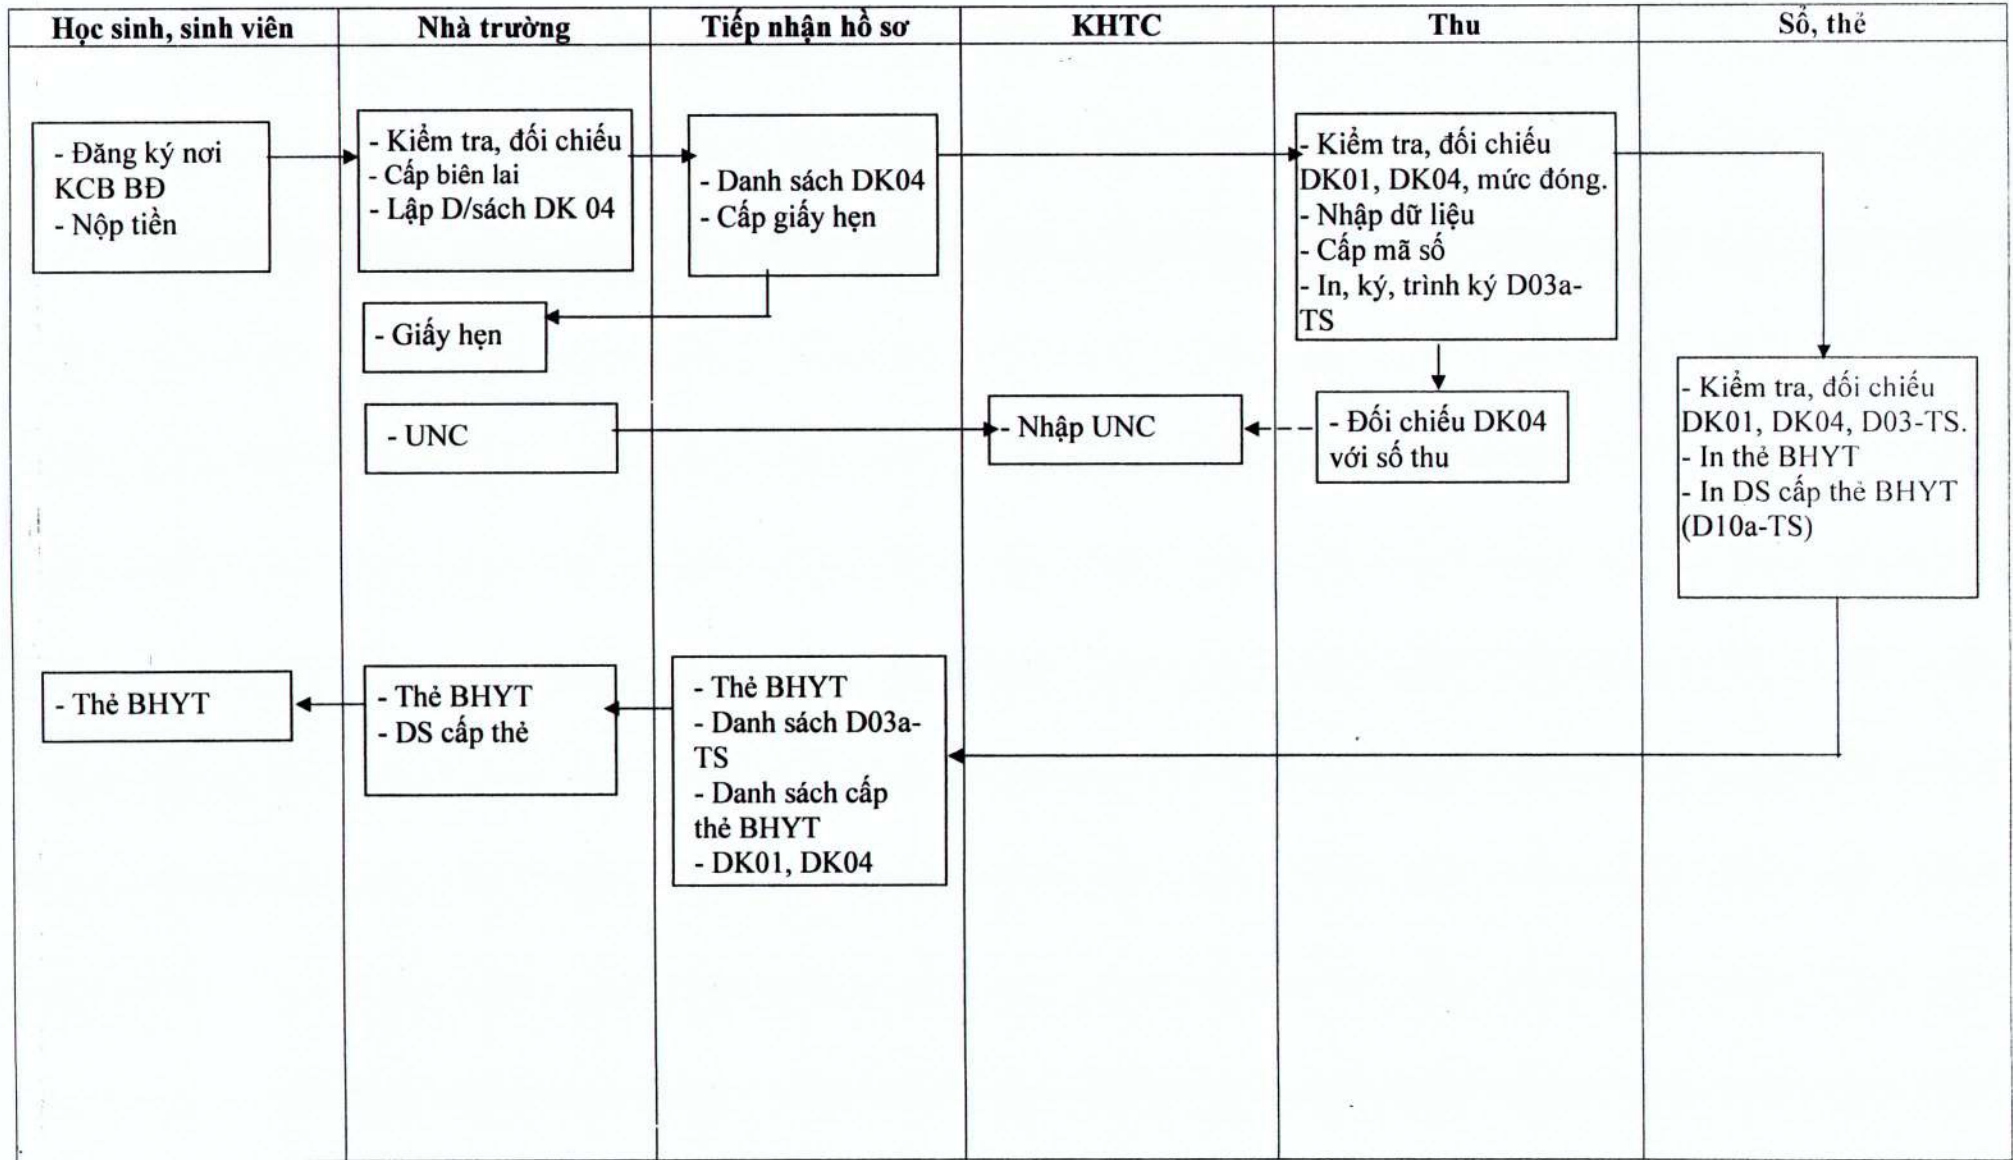 Học sinh, sinh viên
Nhà trường
Tiếp nhận hồ sơ
KHTC
Thu
Sổ, thẻ
- Đăng ký nơi
KCB BĐ
- Nộp tiền
- Kiểm tra, đối chiếu
- Cấp biên lai
- Lập D/sách DK 04
- Danh sách DK04
- Cấp giấy hẹn
- Kiểm tra, đối chiếu
DK01, DK04, mức đóng.
- Nhập dữ liệu
- Cấp mã số
- In, ký, trình ký D03a-
TS
- Giấy hẹn
- UNC
- Nhập UNC
- Đối chiếu DK04
với số thu
- Kiểm tra, đối chiếu
DK01, DK04, D03-TS.
- In thẻ BHYT
- In DS cấp thẻ BHYT
(D10a-TS)
- Thẻ BHYT
- Thẻ BHYT
- DS cấp thẻ
- Thẻ BHYT
- Danh sách D03a-
TS
- Danh sách cấp
thẻ BHYT
- DK01, DK04